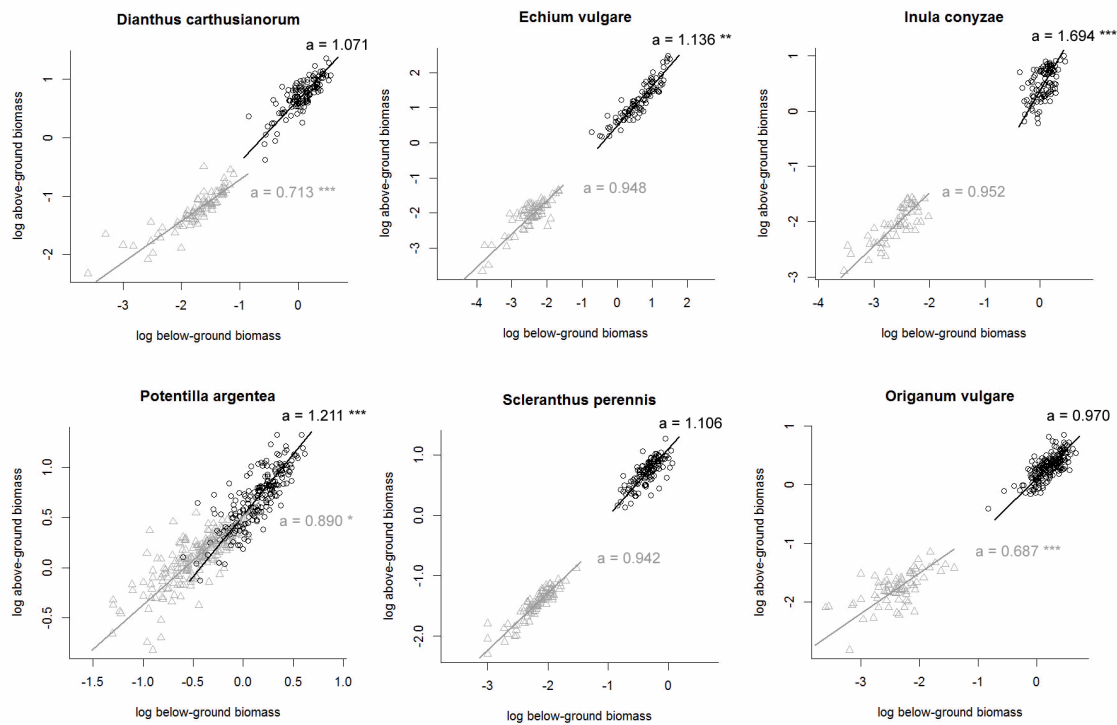 Dianthus carthusianorum
a = 1.071
a = 0.713 ***
log above-ground biomass
1
0
-1
-2
-3
-2
-1
0
log below-ground biomass
Echium vulgare
a = 1.136 **
a = 0.948
log above-ground biomass
2
1
0
-1
-2
-3
-4
-3
-2
-1
0
1
2
log below-ground biomass
Inula conyzae
a = 1.694 ***
a = 0.952
log above-ground biomass
1
0
-1
-2
-3
-4
-3
-2
-1
0
log below-ground biomass
Potentilla argentea
a = 1.211 ***
a = 0.890 *
log above-ground biomass
1.0
0.5
0.0
-0.5
-1.5
-1.0
-0.5
0.0
0.5
1.0
log below-ground biomass
Scleranthus perennis
a = 1.106
a = 0.942
log above-ground biomass
1.0
0.0
-1.0
-2.0
-3
-2
-1
0
log below-ground biomass
Origanum vulgare
a = 0.970
a = 0.687 ***
log above-ground biomass
1
0
-1
-2
-3
-2
-1
0
log below-ground biomass